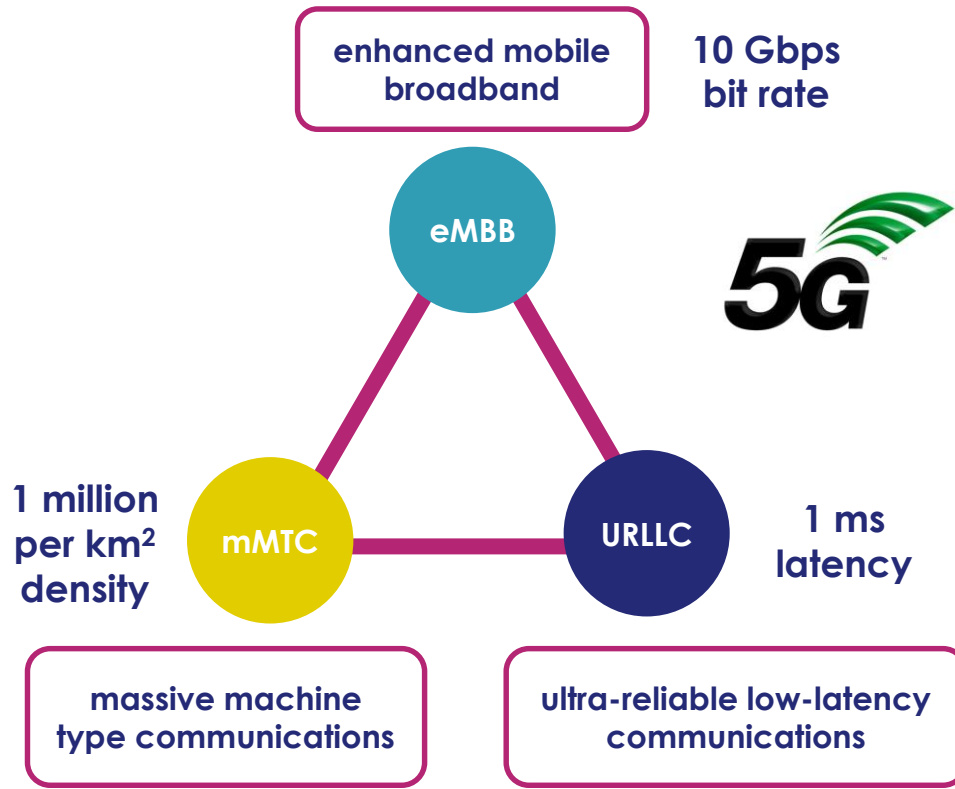 enhanced mobile
broadband
10 Gbps
bit rate
eMBB
5G
™
1 million
per km²
density
mMTC
URLLC
1 ms
latency
massive machine
type communications
ultra-reliable low-latency
communications